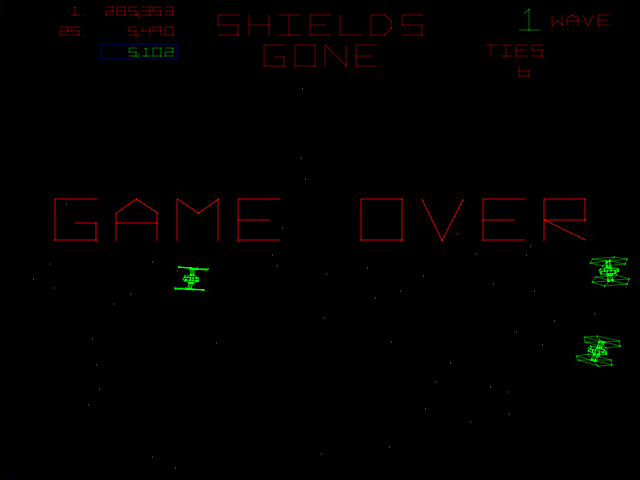 1. 285,353
25. 5,490
5,102
SHIELDS
GONE
1 WAVE
TIES
6
GAME OVER